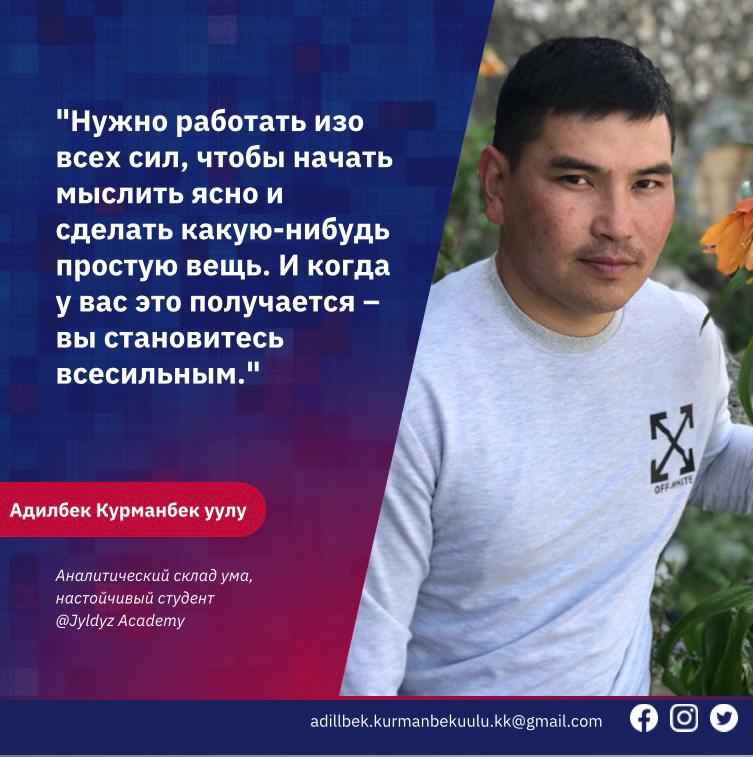 "Нужно работать изо
всех сил, чтобы начать
мыслить ясно и
сделать какую-нибудь
простую вещь. И когда
у вас это получается –
вы становитесь
всесильным."
Адилбек Курманбек уулу
Аналитический склад ума,
настойчивый студент
@Jyldyz Academy
OFF-WHITE
adillbek.kurmanbekuulu.kk@gmail.com